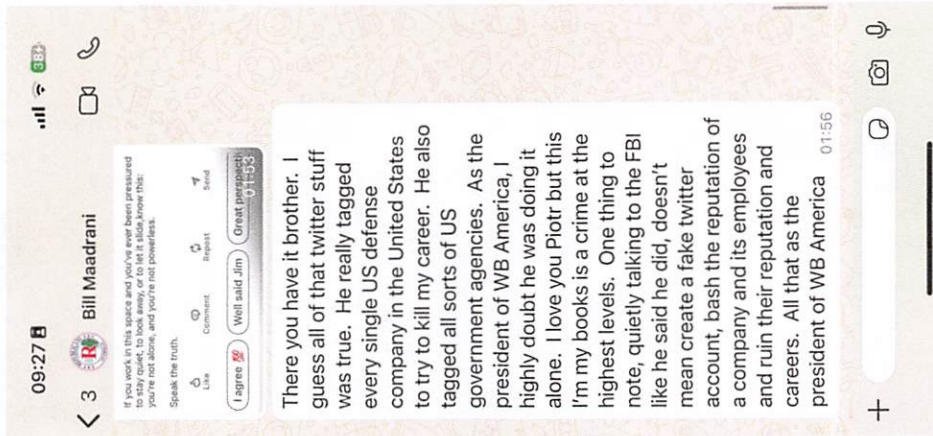 09:27
38
3
Bill Maadrani
If you work in this space and you've ever been pressured
to stay quiet, to look away, or to let it slide, know this:
you're not alone, and you're not powerless.
Speak the truth.
Like Comment Repost Send
I agree 💯 Well said Jim Great perspecti
01:53
There you have it brother. I
guess all of that twitter stuff
was true. He really tagged
every single US defense
company in the United States
to try to kill my career. He also
tagged all sorts of US
government agencies. As the
president of WB America, I
highly doubt he was doing it
alone. I love you Piotr but this
I'm my books is a crime at the
highest levels. One thing to
note, quietly talking to the FBI
like he said he did, doesn't
mean create a fake twitter
account, bash the reputation of
a company and its employees
and ruin their reputation and
careers. All that as the
president of WB America
01:56